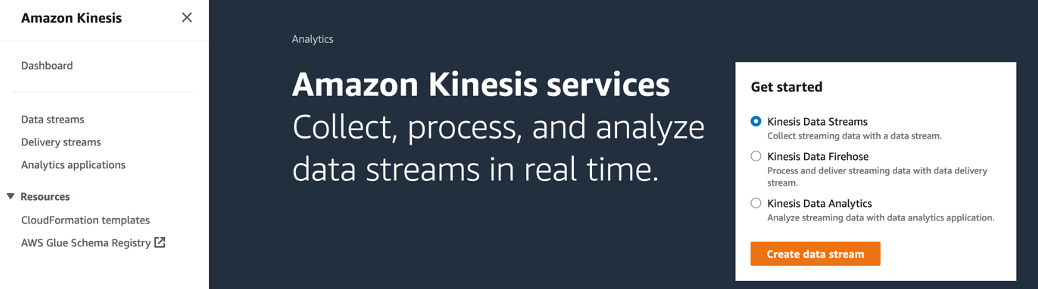 Amazon Kinesis
Dashboard
Data streams
Delivery streams
Analytics applications
Resources
CloudFormation templates
AWS Glue Schema Registry
Analytics
Amazon Kinesis services
Collect, process, and analyze
data streams in real time.
Get started
Kinesis Data Streams
Collect streaming data with a data stream.
Kinesis Data Firehose
Process and deliver streaming data with data delivery
stream.
Kinesis Data Analytics
Analyze streaming data with data analytics application.
Create data stream